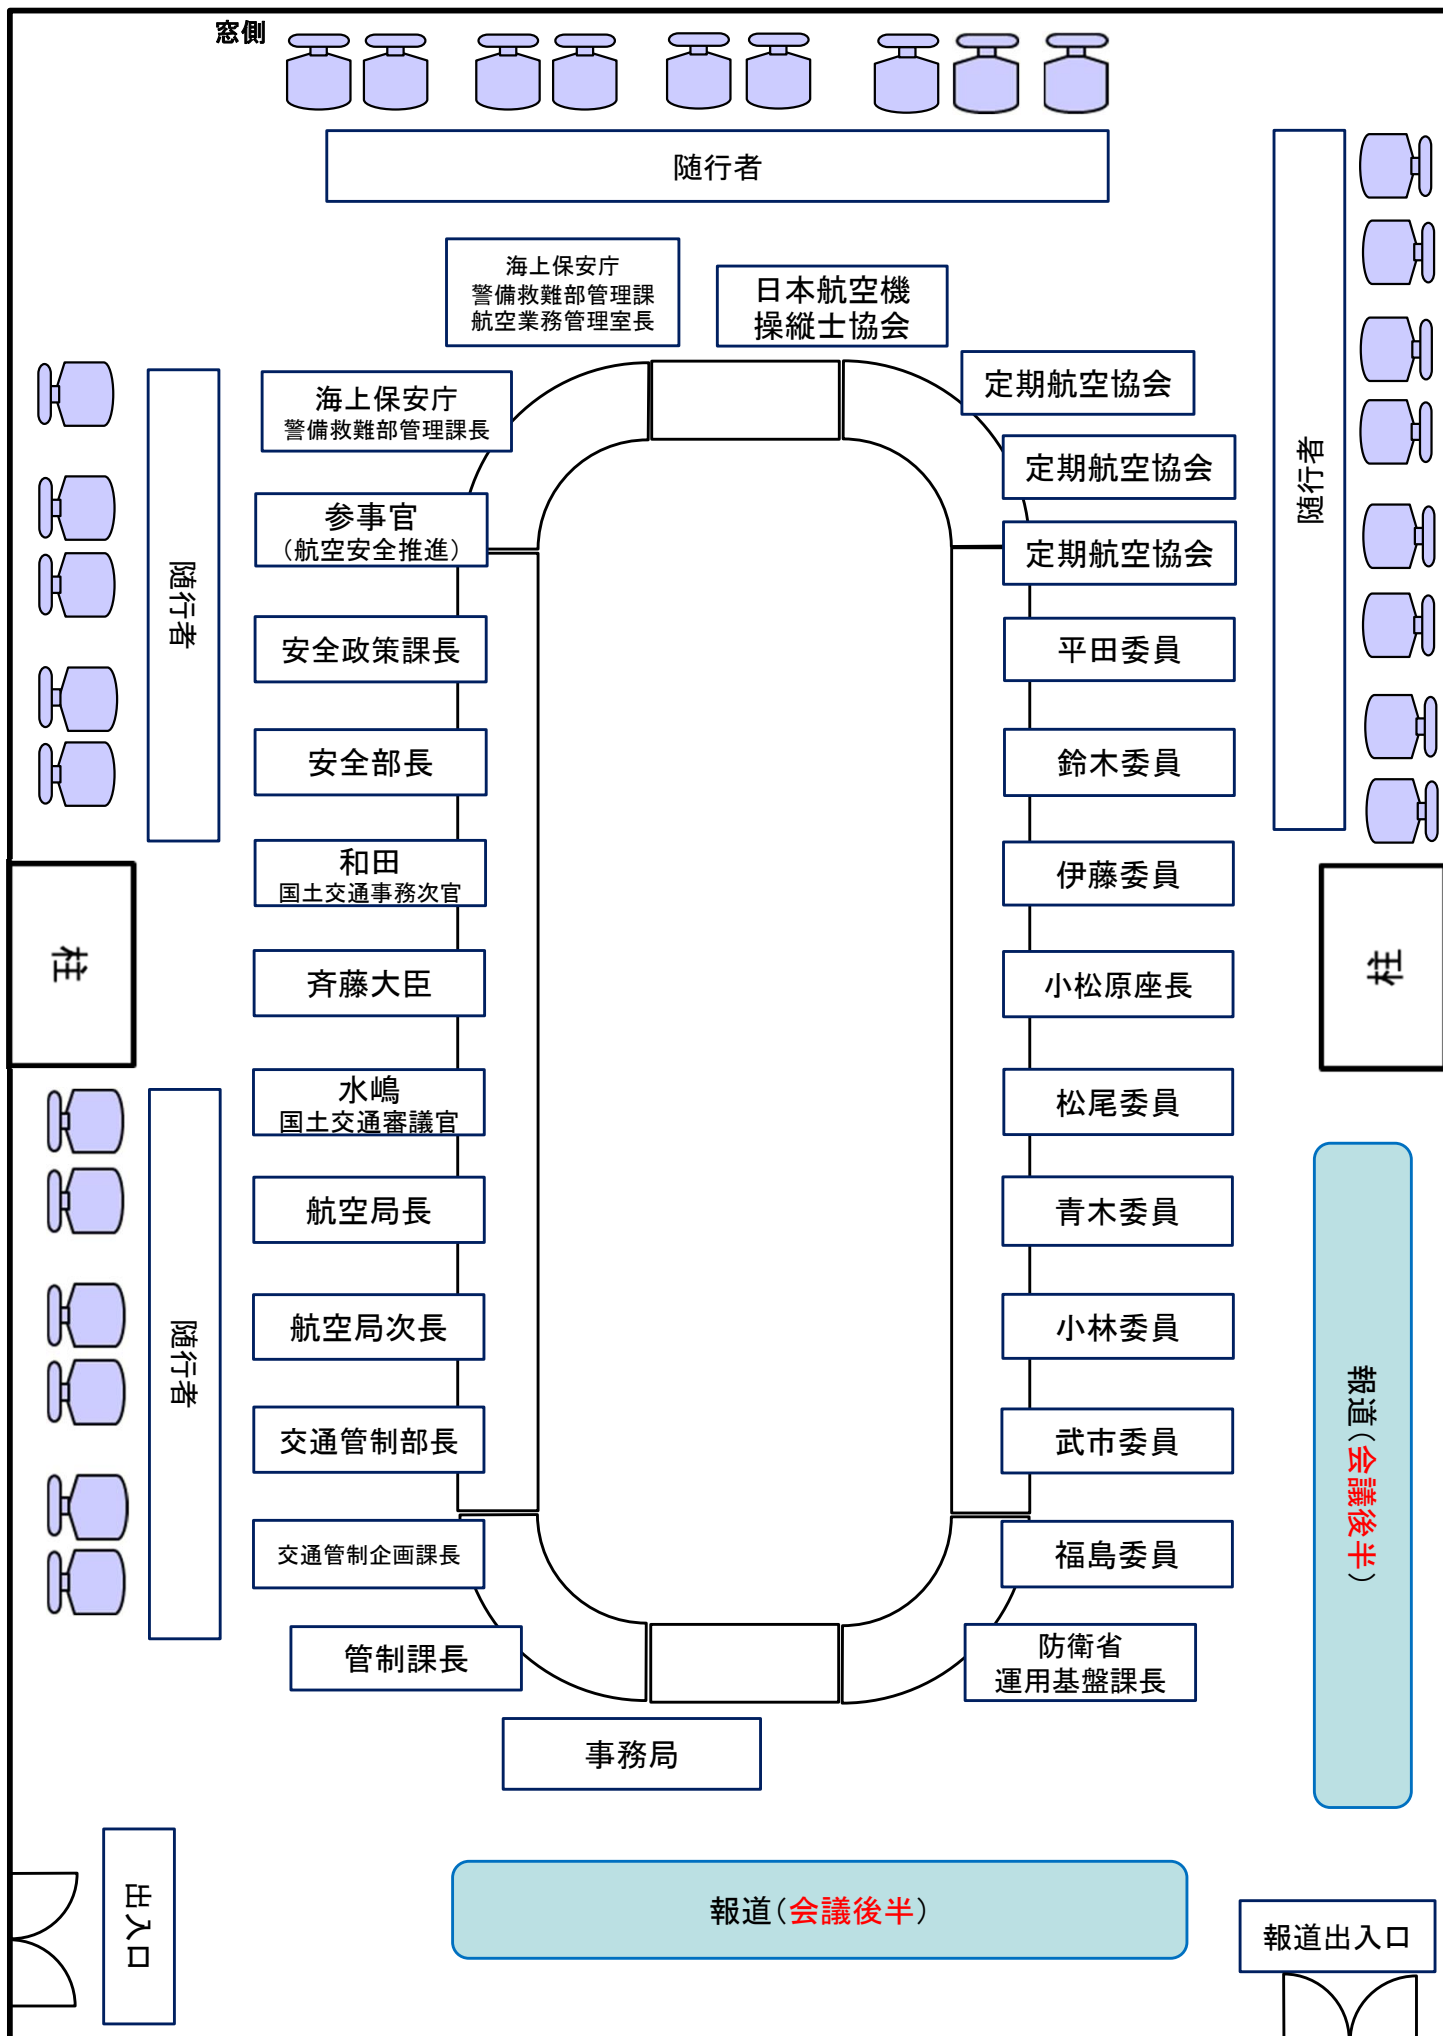 窓側
随行者
海上保安庁
警備救難部管理課
航空業務管理室長
日本航空機
操縦士協会
定期航空協会
海上保安庁
警備救難部管理課長
定期航空協会
参事官
（航空安全推進）
定期航空協会
随行者
随行者
安全政策課長
平田委員
安全部長
鈴木委員
和田
国土交通事務次官
伊藤委員
柱
斉藤大臣
小松原座長
柱
水嶋
国土交通審議官
松尾委員
航空局長
青木委員
随行者
航空局次長
小林委員
報道（会議後半）
交通管制部長
武市委員
交通管制企画課長
福島委員
管制課長
防衛省
運用基盤課長
事務局
出入口
報道（会議後半）
報道出入口